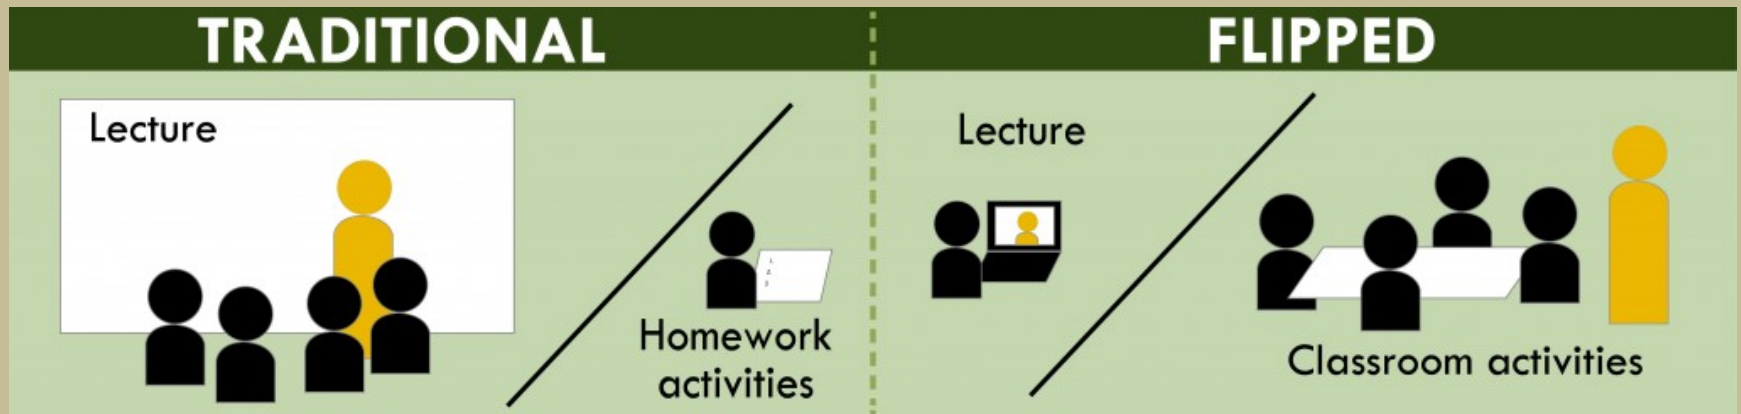 TRADITIONAL
Lecture
Homework
activities
FLIPPED
Lecture
Classroom activities